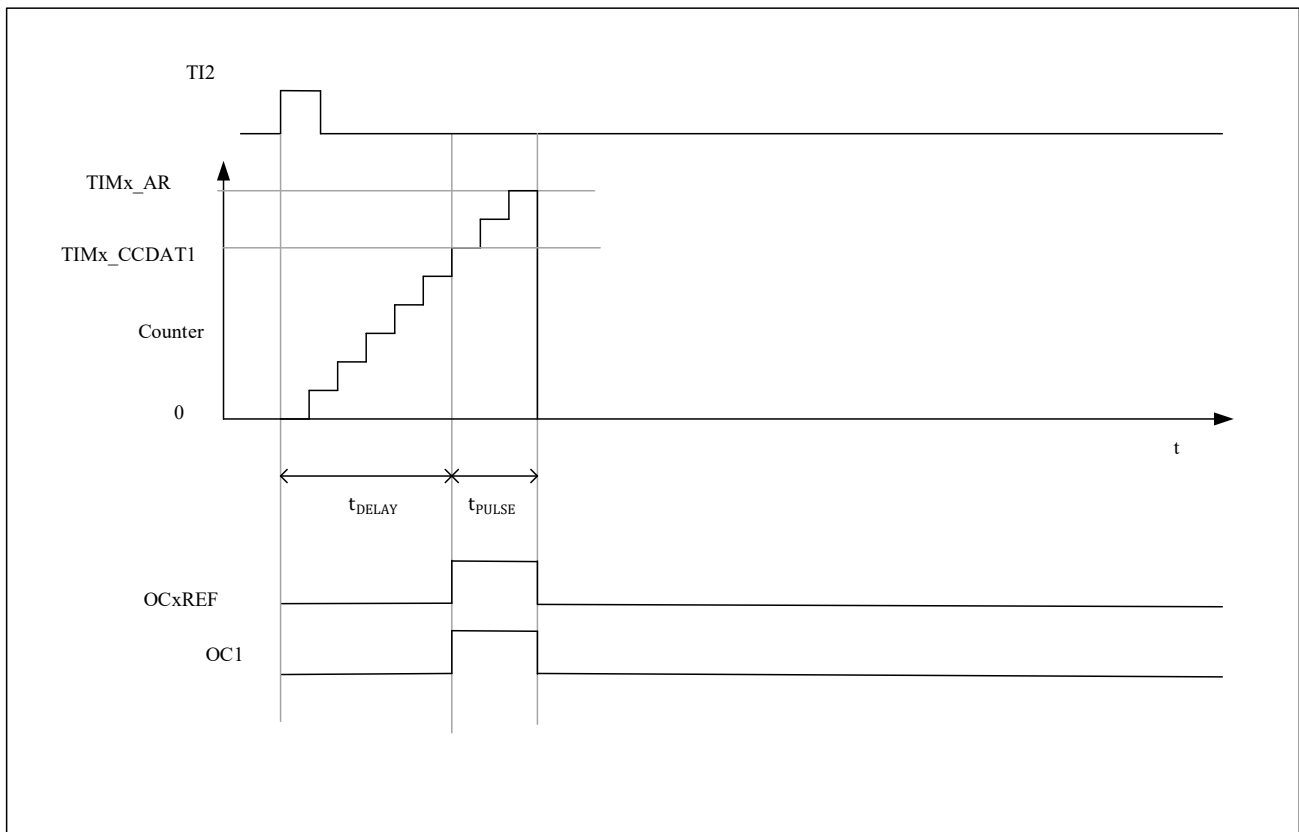 TI2
TIMx_AR
TIMx_CCDAT1
Counter
0
t
tDELAY
tPULSE
OCxREF
OC1